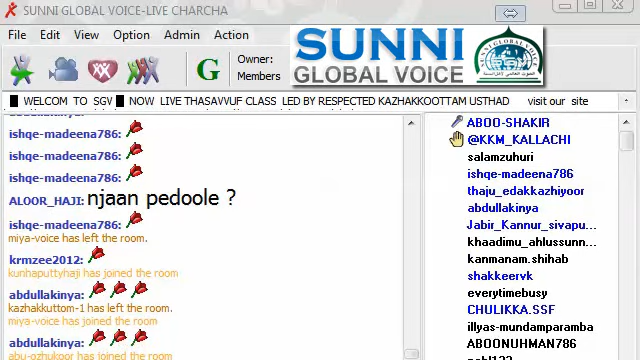 SUNNI GLOBAL VOICE-LIVE CHARCHA
File Edit View Options Admin Action
G Owner:
Members
SUNNI
GLOBAL VOICE
WELCOM TO SGV NOW LIVE THASAVVUF CLASS LED BY RESPECTED KAZHAKKOOTTAM USTHAD visit our site
abdullakinya:
ishqe-madeena786:
ishqe-madeena786:
ishqe-madeena786:
ALOOR_HAJI: njaan pedoole ?
ishqe-madeena786:
miya-voice has left the room.
krmzee2012:
kunhaputtyhaji has joined the room
abdullakinya:
kazhakuttom-1 has left the room.
miya-voice has joined the room
abdullakinya:
abu-ozhukoor has joined the room
ABOO-SHAKIR
@KKM_KALLACHI
salamzuhuri
ishqe-madeena786
thaju_edakkazhiyoor
abdullakinya
Jabir_Kannur_sivapu...
khaadimu_ahlussunn...
kanmanam.shihab
shakkeervk
everytimebusy
CHULIKKA.SSF
illyas-mundamparamba
ABOONUHMAN786